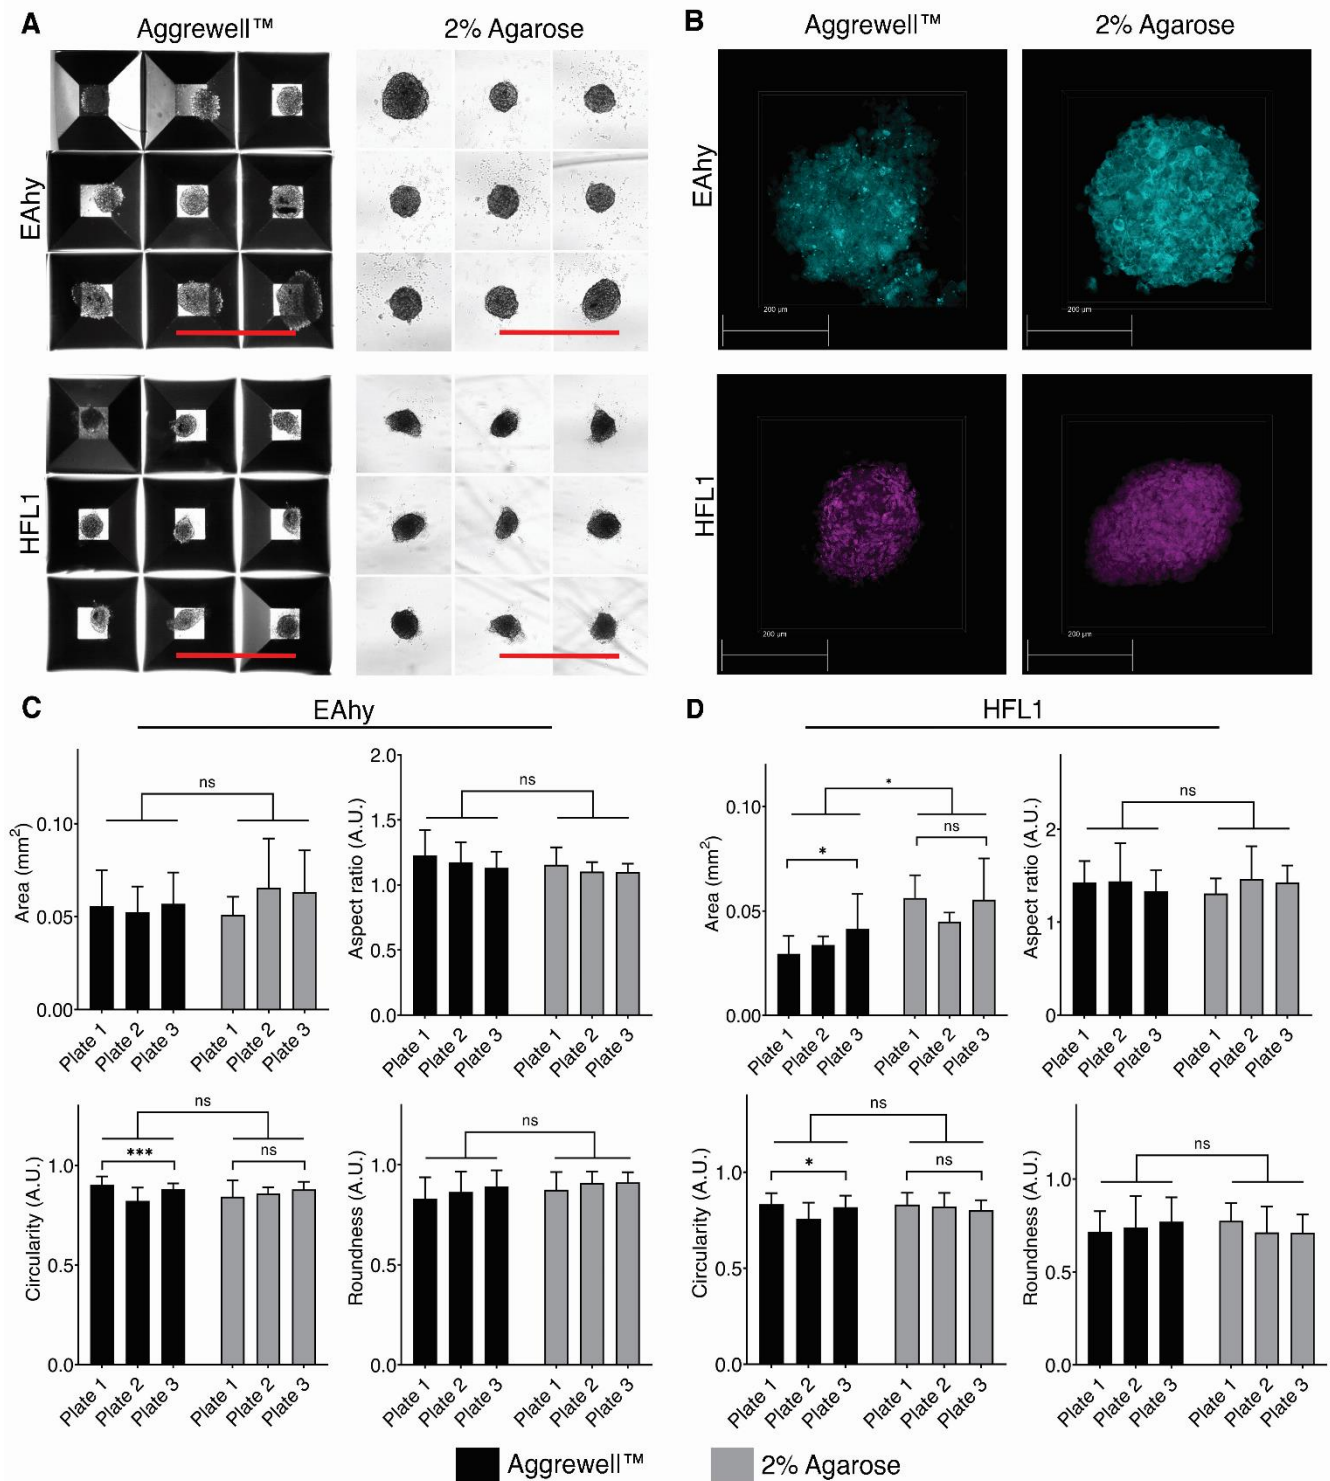 A
Aggrewell™
2% Agarose
EAhy
HFL1
B
Aggrewell™
2% Agarose
EAhy
200 µm
200 µm
HFL1
200 µm
200 µm
C
EAhy
ns
0.10
0.05
0.00
Area (mm²)
Plate 1
Plate 2
Plate 3
Plate 1
Plate 2
Plate 3
ns
2.0
1.5
1.0
0.5
0.0
Aspect ratio (A.U.)
Plate 1
Plate 2
Plate 3
Plate 1
Plate 2
Plate 3
ns
***
ns
1.0
0.5
0.0
Circularity (A.U.)
Plate 1
Plate 2
Plate 3
Plate 1
Plate 2
Plate 3
ns
1.0
0.5
0.0
Roundness (A.U.)
Plate 1
Plate 2
Plate 3
Plate 1
Plate 2
Plate 3
D
HFL1
*
*
ns
0.10
0.05
0.00
Area (mm²)
Plate 1
Plate 2
Plate 3
Plate 1
Plate 2
Plate 3
ns
2
1
0
Aspect ratio (A.U.)
Plate 1
Plate 2
Plate 3
Plate 1
Plate 2
Plate 3
ns
*
ns
1.0
0.5
0.0
Circularity (A.U.)
Plate 1
Plate 2
Plate 3
Plate 1
Plate 2
Plate 3
ns
1.0
0.5
0.0
Roundness (A.U.)
Plate 1
Plate 2
Plate 3
Plate 1
Plate 2
Plate 3
Aggrewell™
2% Agarose